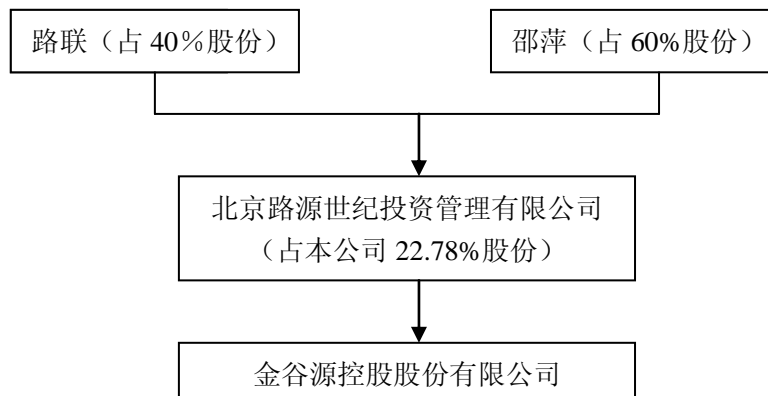 路联（占 40％股份）
邵萍（占 60%股份）
北京路源世纪投资管理有限公司
（占本公司 22.78%股份）
金谷源控股股份有限公司